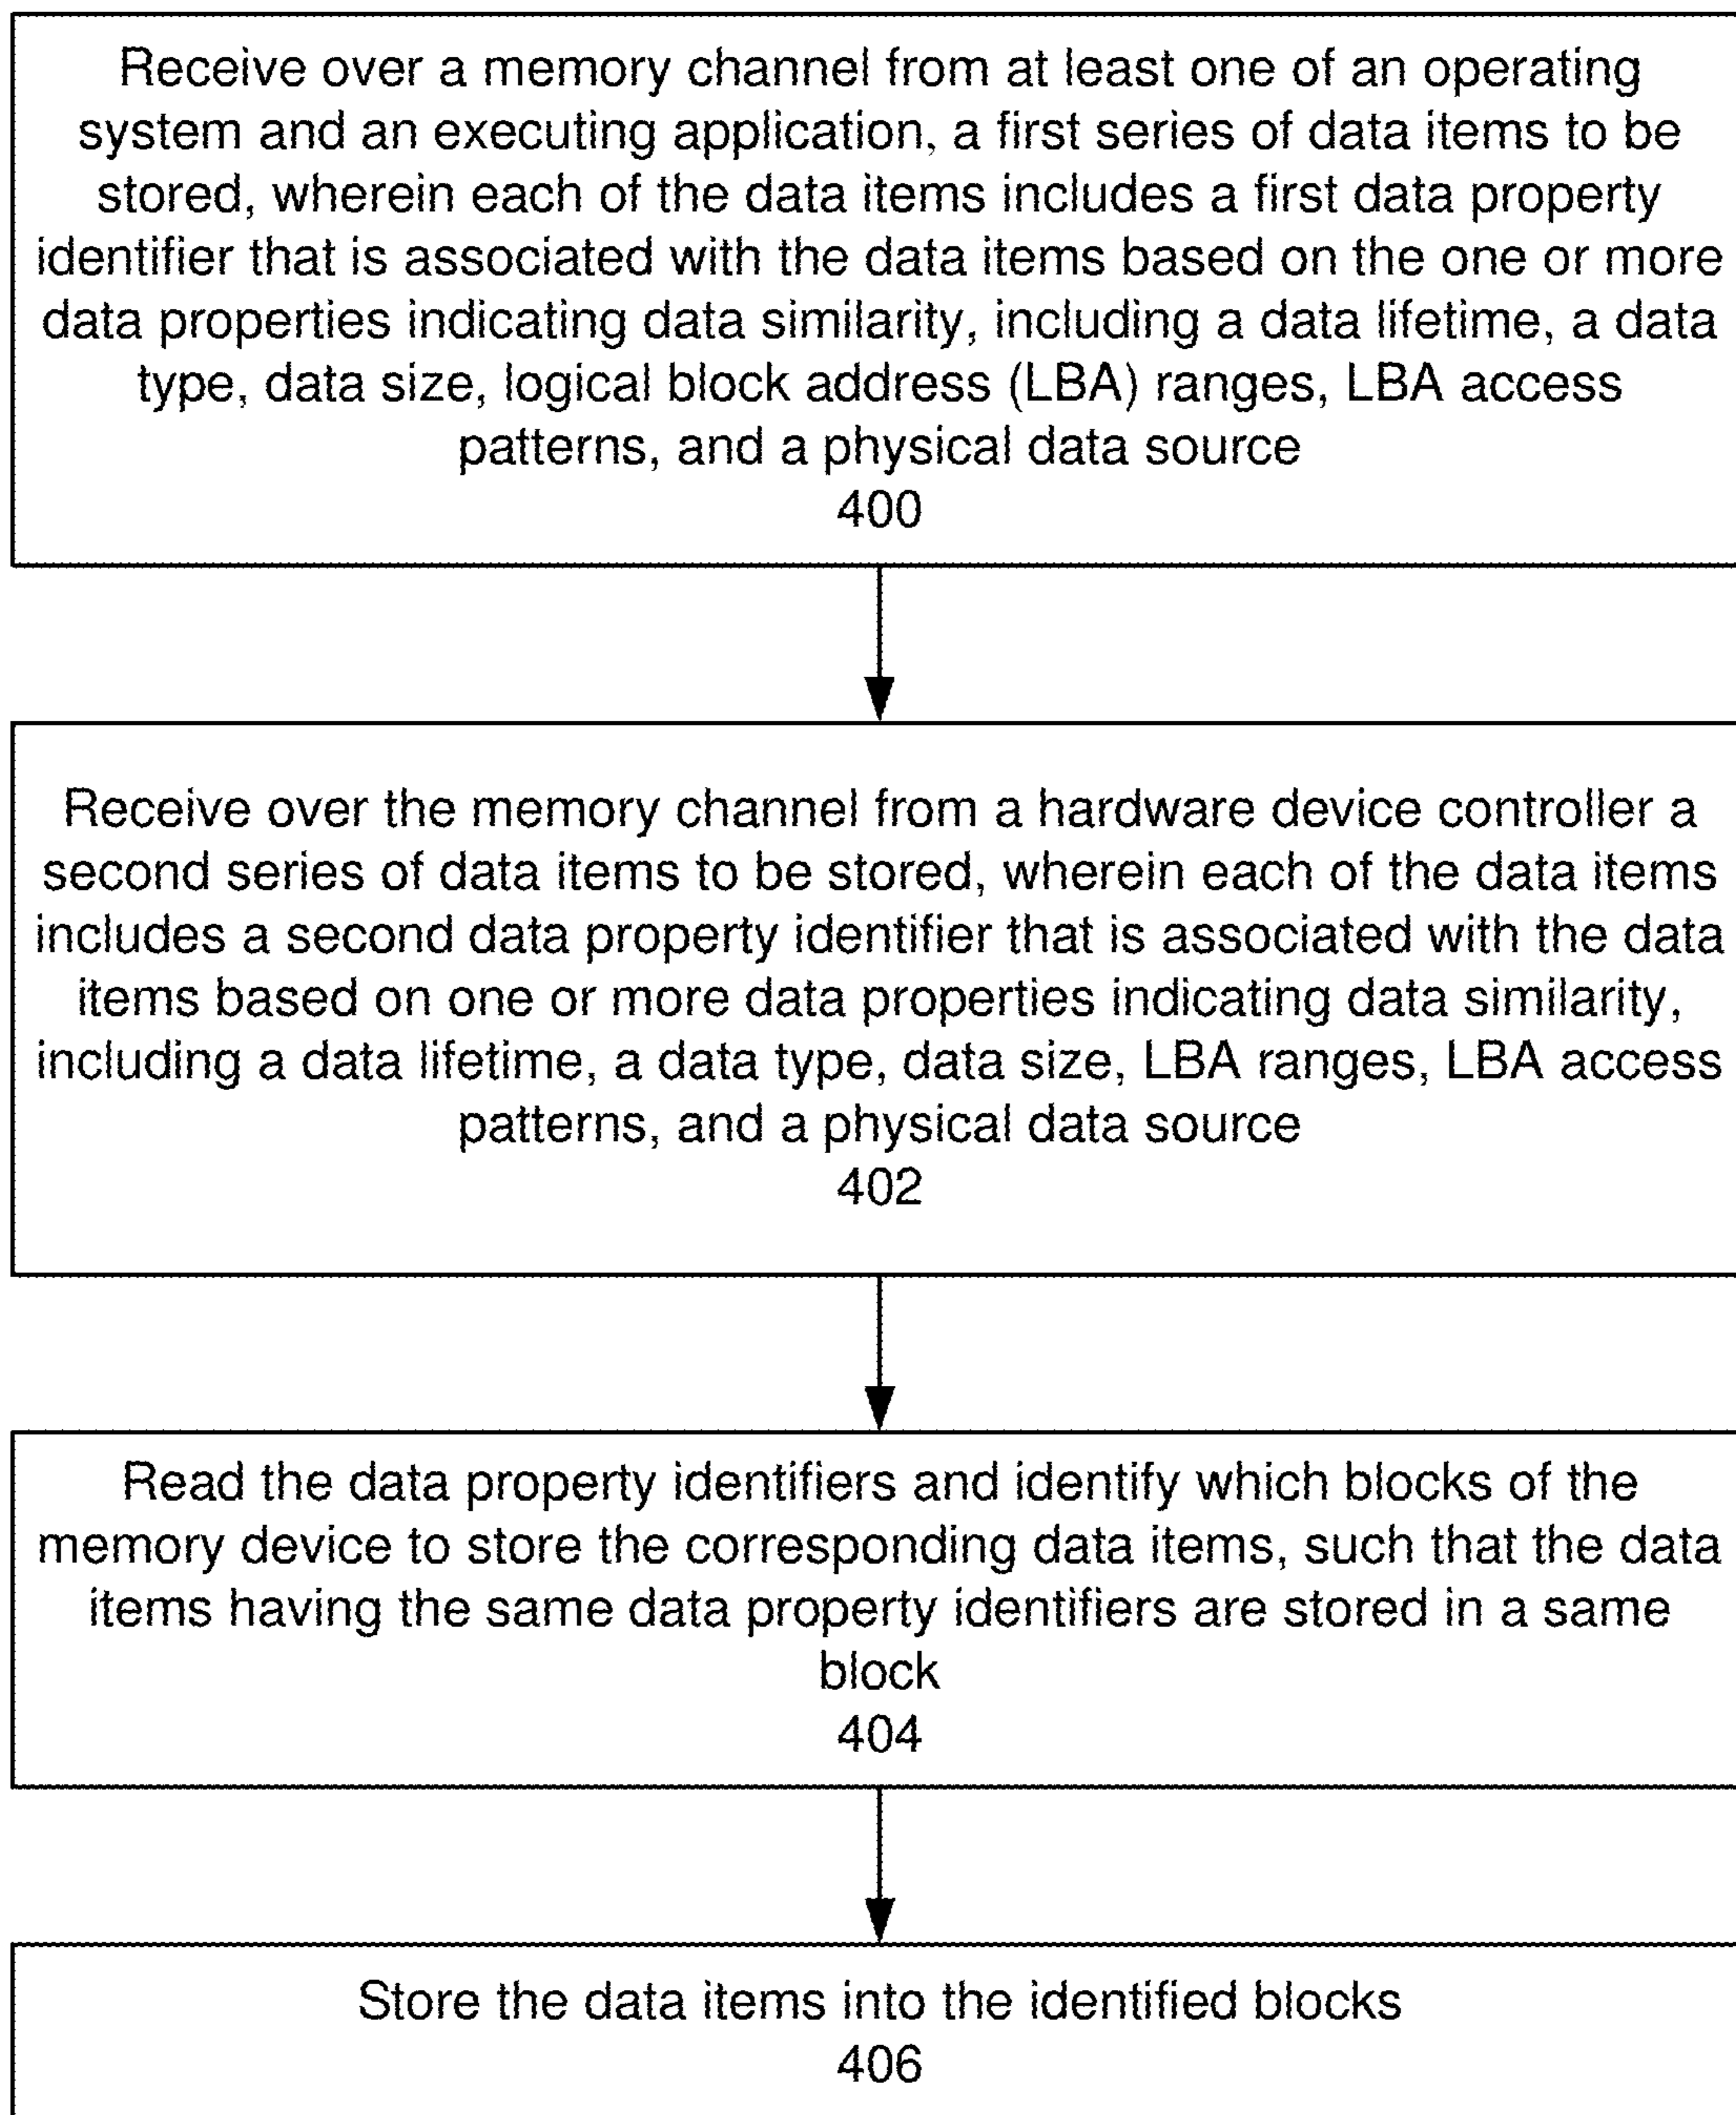 Receive over a memory channel from at least one of an operating
system and an executing application, a first series of data items to be
stored, wherein each of the data items includes a first data property
identifier that is associated with the data items based on the one or more
data properties indicating data similarity, including a data lifetime, a data
type, data size, logical block address (LBA) ranges, LBA access
patterns, and a physical data source
400
Receive over the memory channel from a hardware device controller a
second series of data items to be stored, wherein each of the data items
includes a second data property identifier that is associated with the data
items based on one or more data properties indicating data similarity,
including a data lifetime, a data type, data size, LBA ranges, LBA access
patterns, and a physical data source
402
Read the data property identifiers and identify which blocks of the
memory device to store the corresponding data items, such that the data
items having the same data property identifiers are stored in a same
block
404
Store the data items into the identified blocks
406